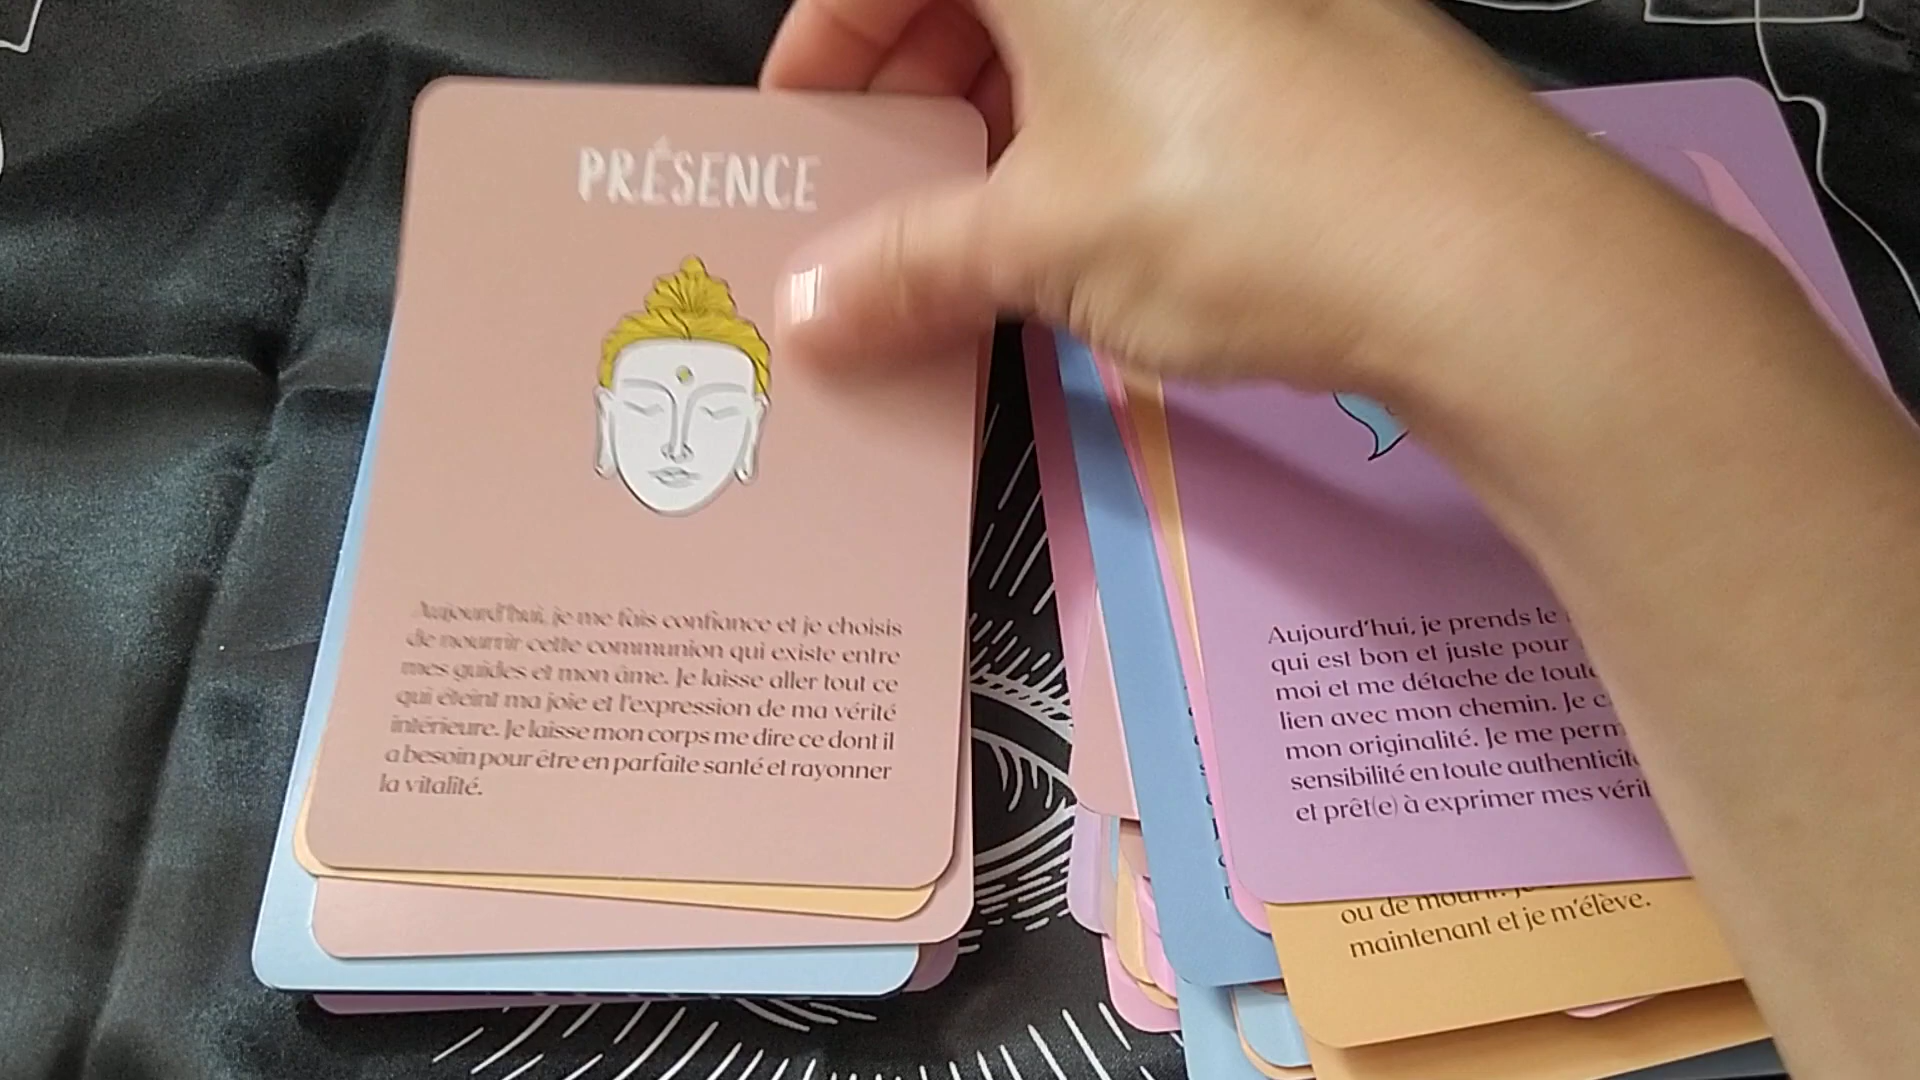 PRÉSENCE
Aujourd'hui, je me fais confiance et je choisis
de nourrir cette communion qui existe entre
mes guides et mon âme. Je laisse aller tout ce
qui éteint ma joie et l'expression de ma vérité
intérieure. Je laisse mon corps me dire ce dont il
a besoin pour être en parfaite santé et rayonner
la vitalité.
Aujourd'hui, je prends le
qui est bon et juste pour
moi et me détache de
lien avec mon chemin. Je
mon originalité. Je me
sensibilité en toute
et prêt(e) à exprimer mes
ou de mourir.
maintenant et je m'élève.